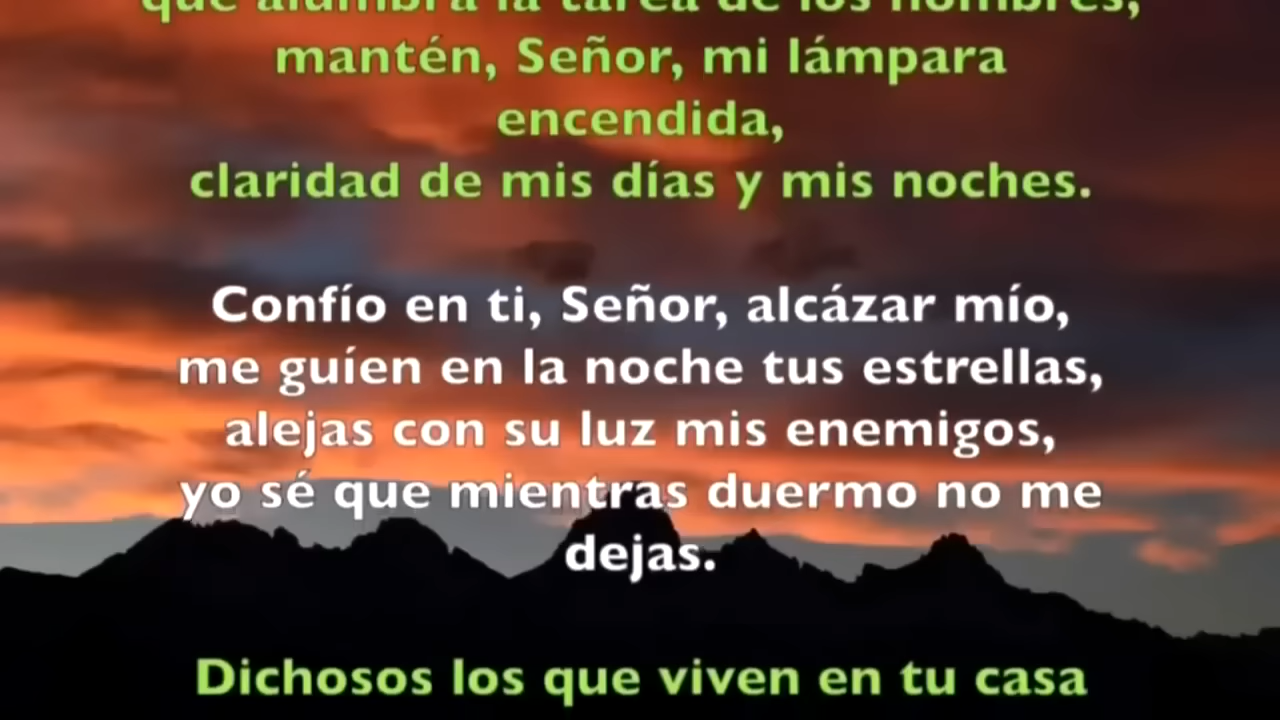 que alumbra la tarea de los hombres,
mantén, Señor, mi lámpara
encendida,
claridad de mis días y mis noches.
Confío en ti, Señor, alcázar mío,
me guíen en la noche tus estrellas,
alejas con su luz mis enemigos,
yo sé que mientras duermo no me
dejas.
Dichosos los que viven en tu casa